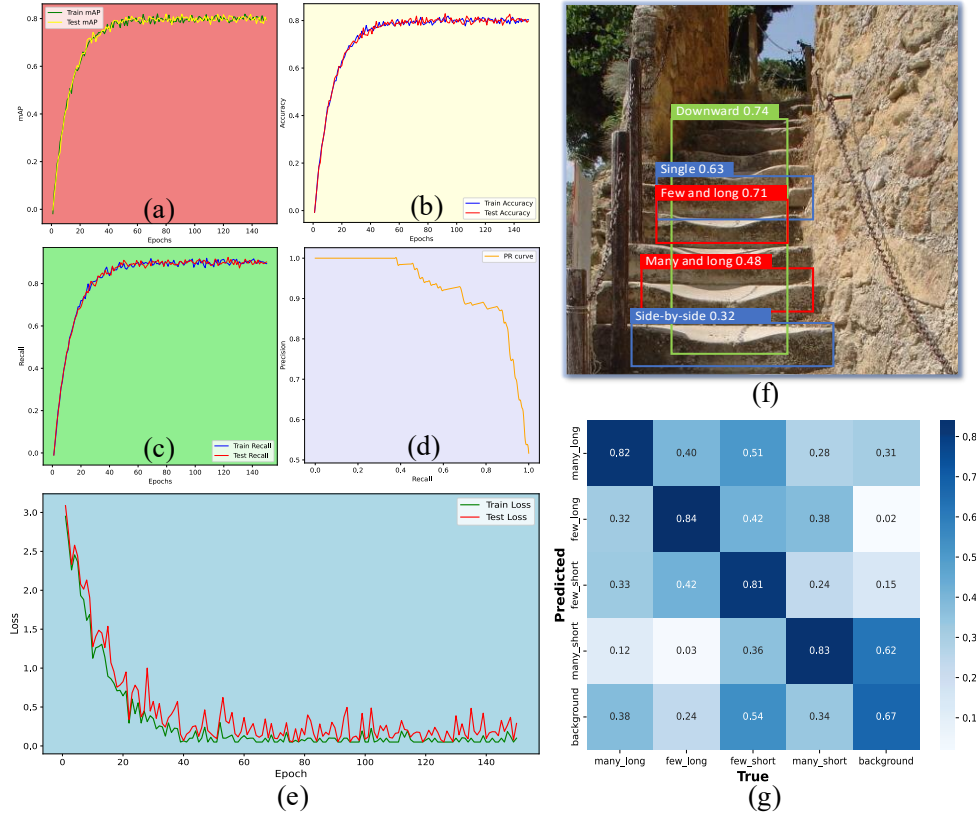 Train mAP
Test mAP
0.8
0.6
0.4
0.2
0.0
mAP
0 20 40 60 80 100 120 140
Epochs
(a)
0.8
0.6
0.4
0.2
0.0
Accuracy
Train Accuracy
Test Accuracy
0 20 40 60 80 100 120 140
Epochs
(b)
Downward 0.74
Single 0.63
Few and long 0.71
Many and long 0.48
Side-by-side 0.32
(f)
0.8
0.6
0.4
0.2
0.0
Recall
Train Recall
Test Recall
0 20 40 60 80 100 120 140
Epochs
(c)
PR curve
1.0
0.9
0.8
0.7
0.6
0.5
Precision
0.0 0.2 0.4 0.6 0.8 1.0
Recall
(d)
Train Loss
Test Loss
3.0
2.5
2.0
1.5
1.0
0.5
0.0
Loss
0 20 40 60 80 100 120 140
Epoch
(e)
Predicted
many_long 0.82 0.40 0.51 0.28 0.31
few_long 0.32 0.84 0.42 0.38 0.02
few_short 0.33 0.42 0.81 0.24 0.15
many_short 0.12 0.03 0.36 0.83 0.62
background 0.38 0.24 0.54 0.34 0.67
many_long few_long few_short many_short background
True
0.8
0.7
0.6
0.5
0.4
0.3
0.2
0.1
(g)